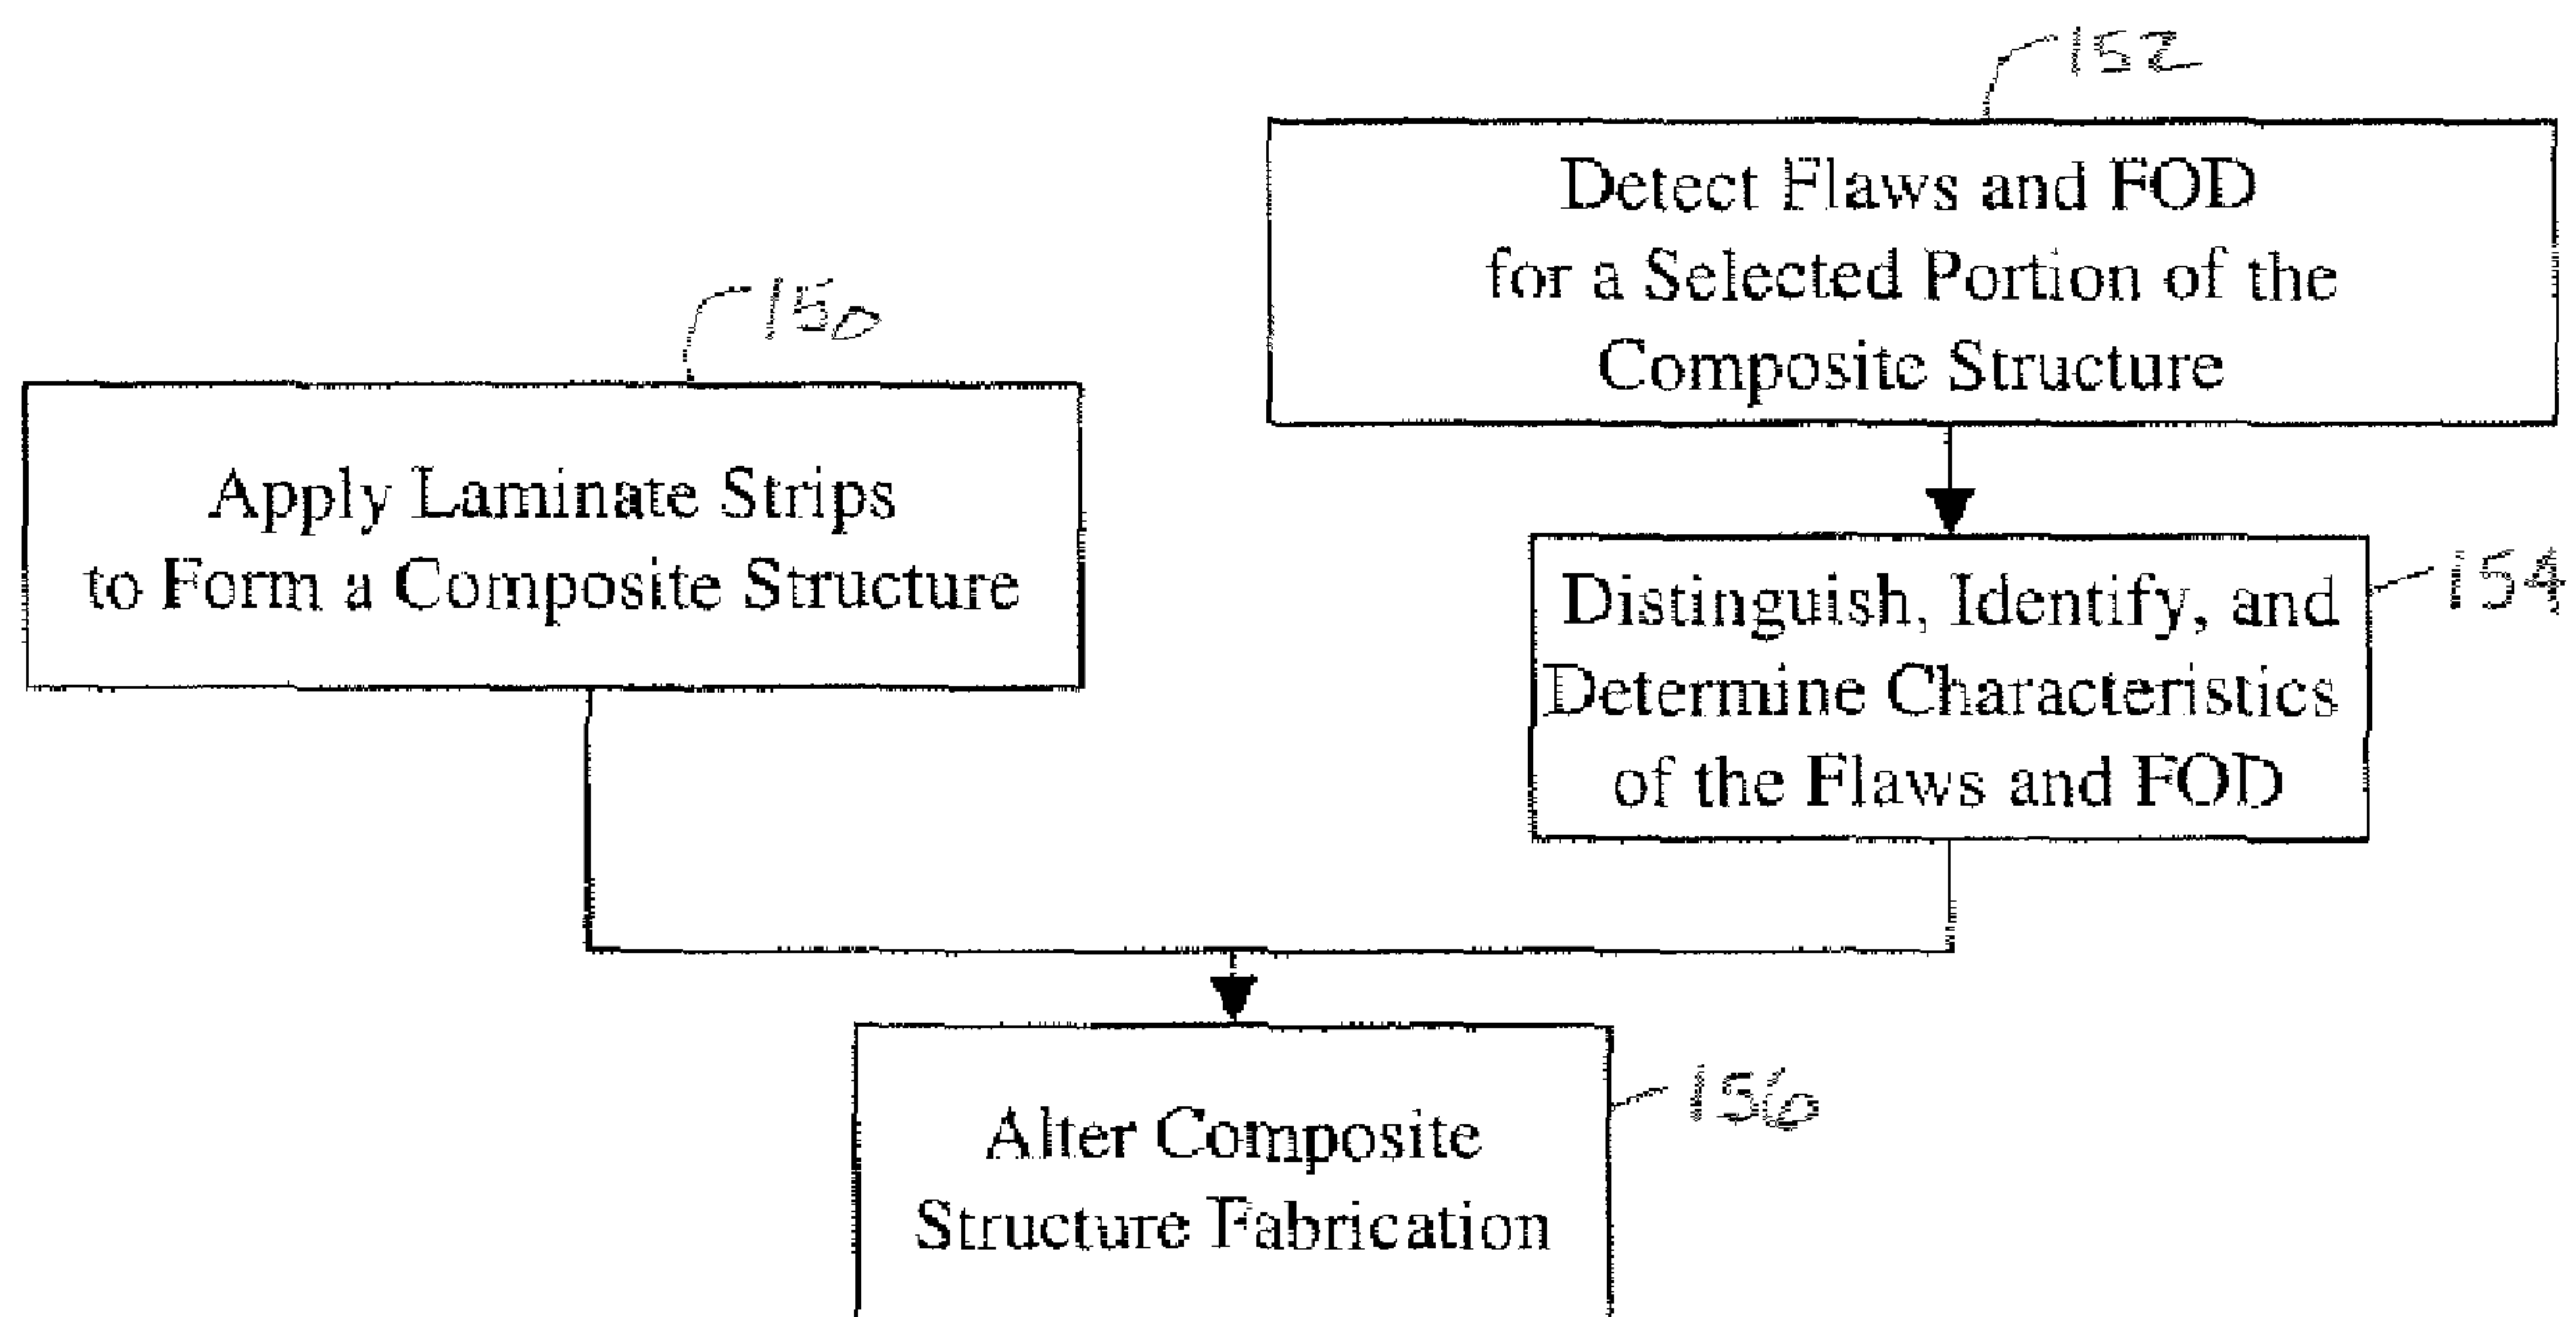 152
Detect Flaws and FOD
for a Selected Portion of the
Composite Structure
150
Apply Laminate Strips
to Form a Composite Structure
154
Distinguish, Identify, and
Determine Characteristics
of the Flaws and FOD
156
Alter Composite
Structure Fabrication